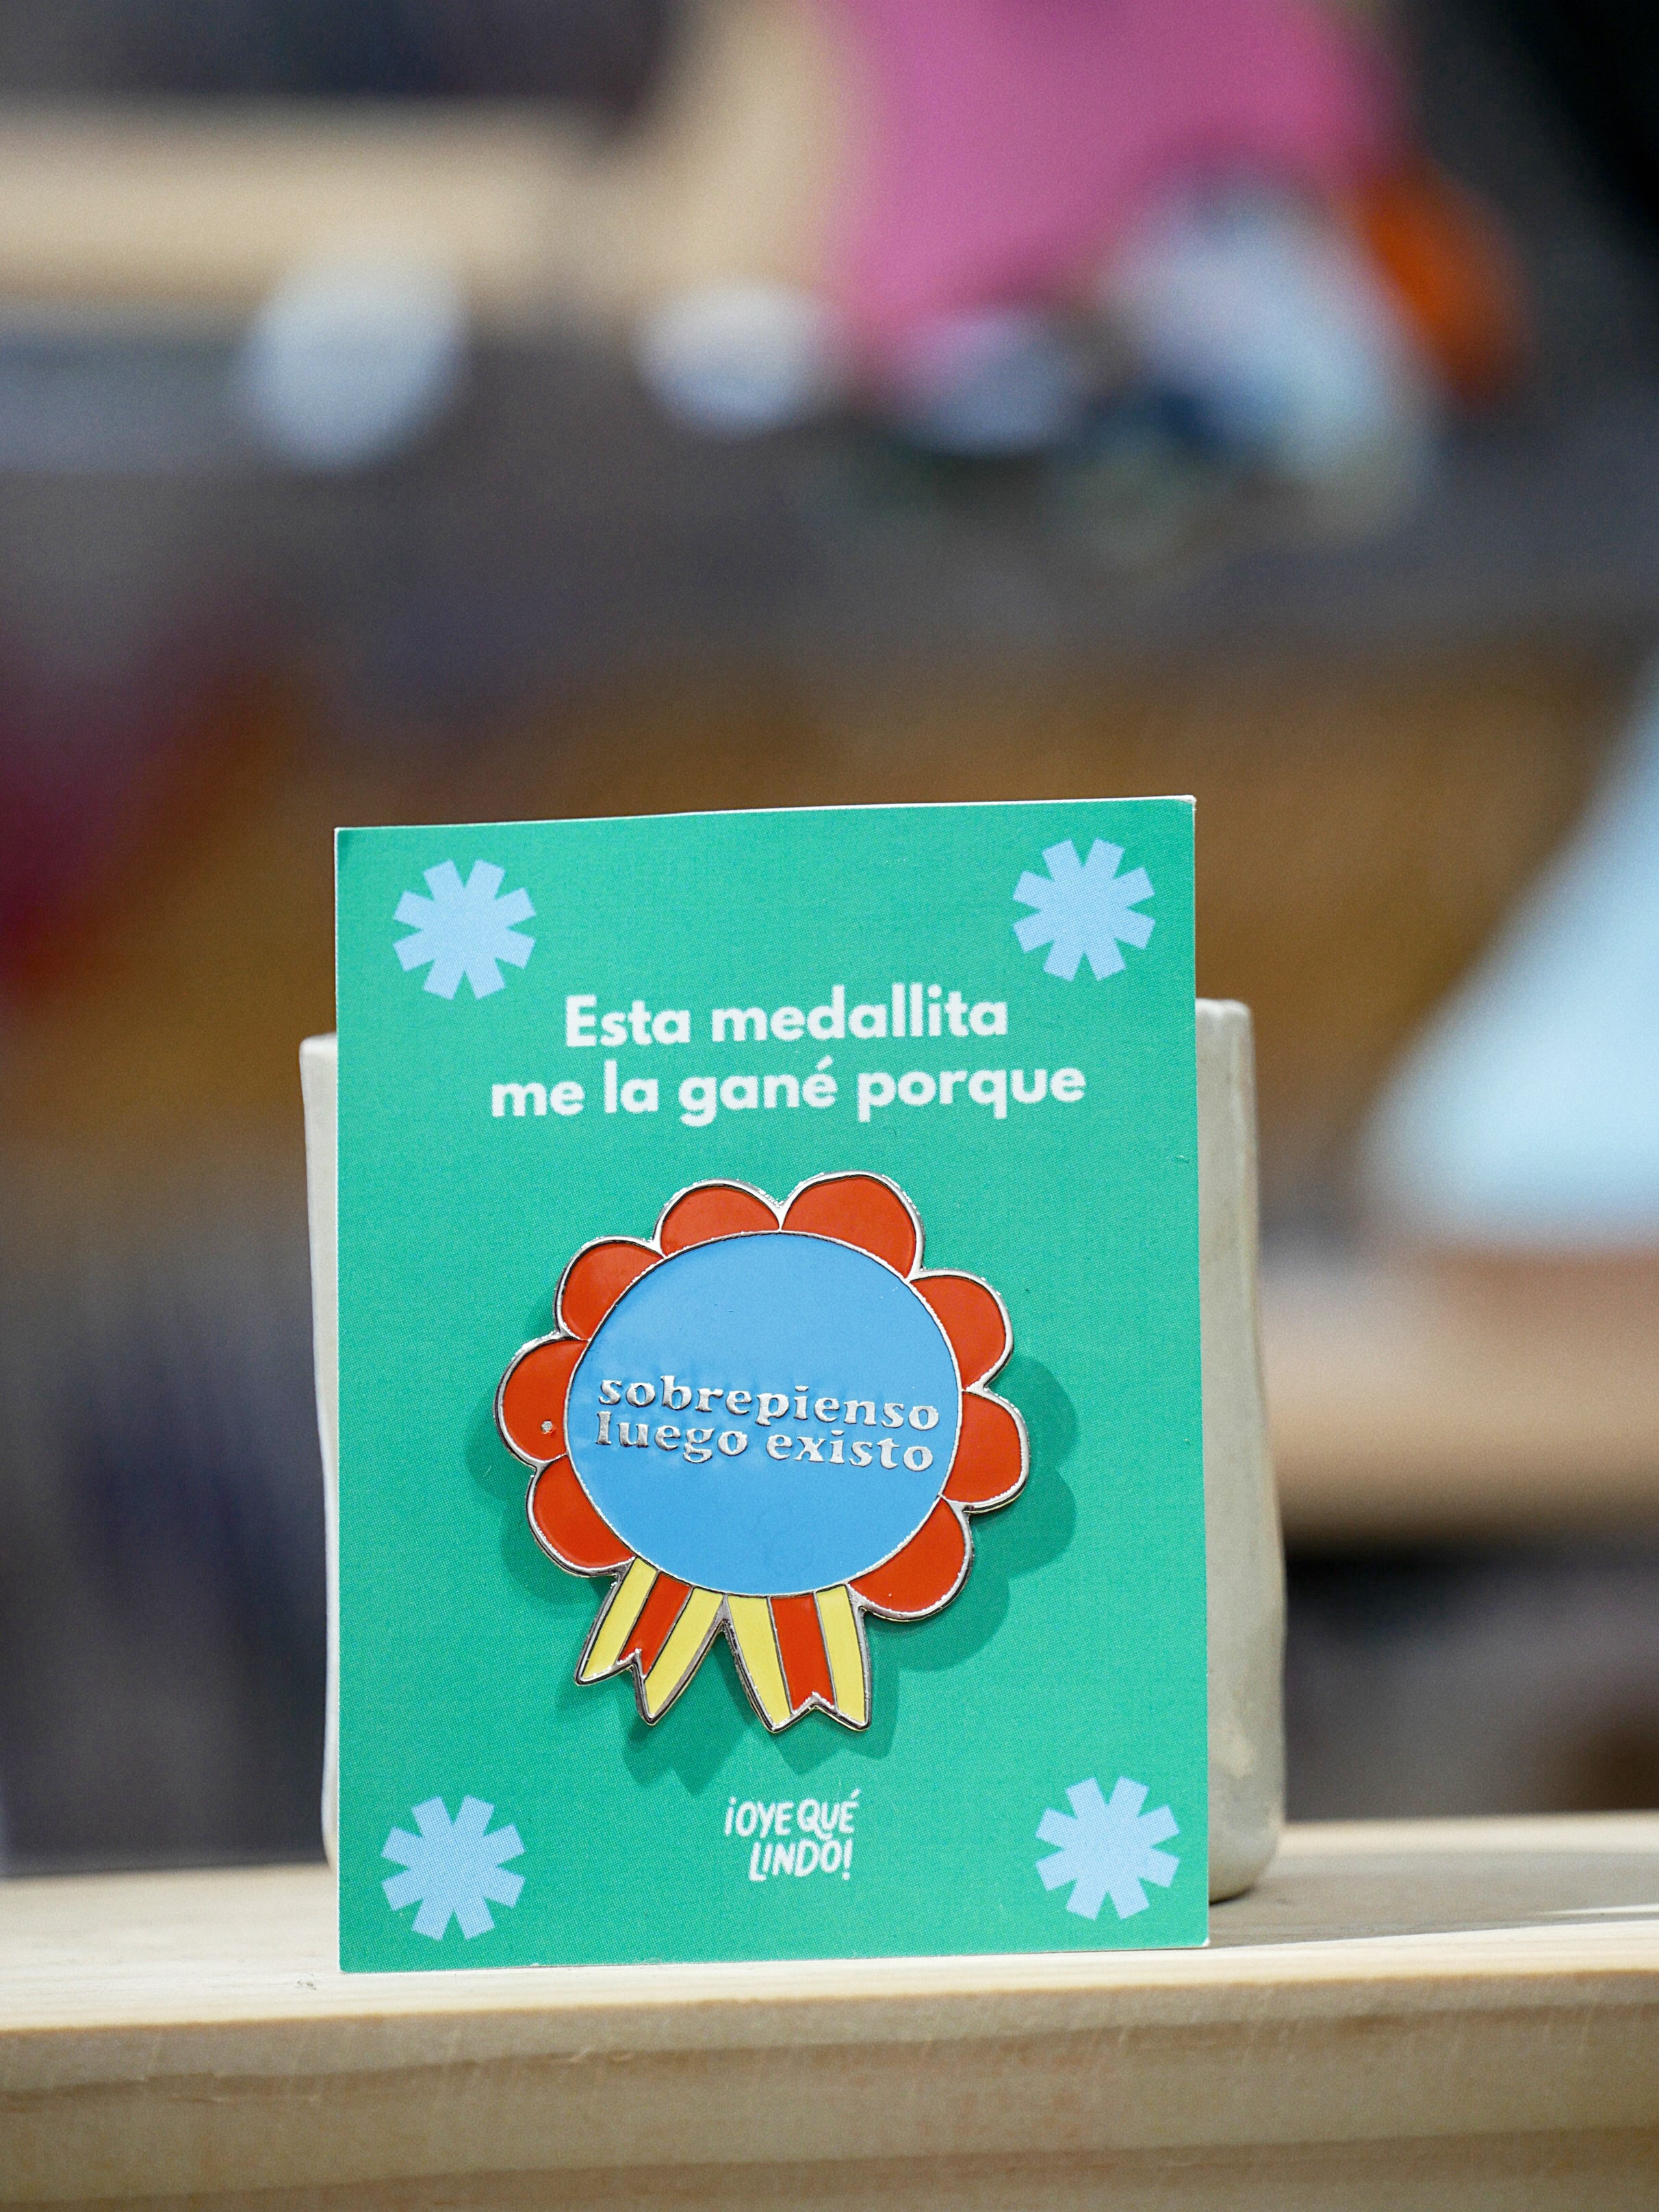 Esta medallita
me la gané porque
sobrepienso
luego existo
¡OYE QUÉ
LINDO!